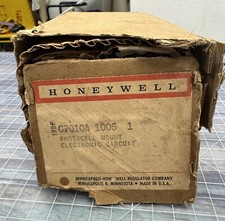 HONEYWELL
C7010A 1006 1
PHOTOCELL MOUNT
ELECTRONIC CIRCUIT
MINNEAPOLIS-HONEYWELL REGULATOR COMPANY
MINNEAPOLIS 8, MINNESOTA • MADE IN U.S.A.